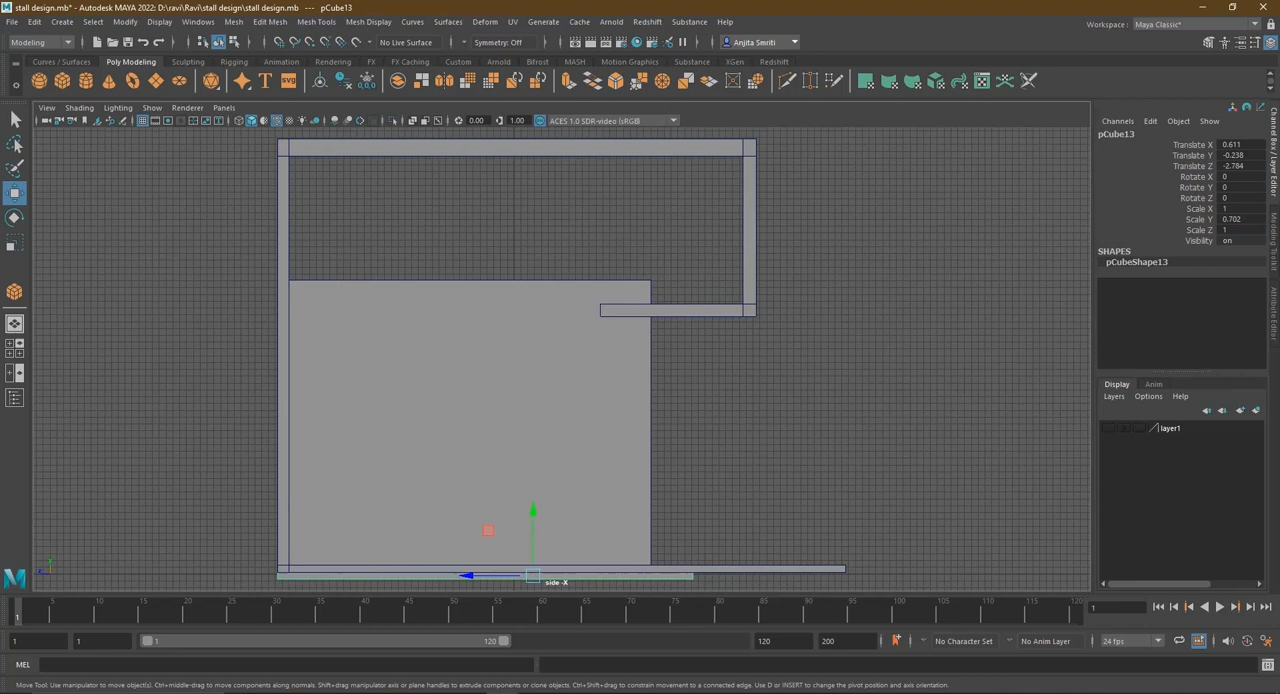 stall design.mb* - Autodesk MAYA 2022: D:\ravi\Ravi\stall design\stall design.mb   ---   pCube13
File Edit Create Select Modify Display Windows Mesh Edit Mesh Mesh Tools Mesh Display Curves Surfaces Deform UV Generate Cache Arnold Redshift Substance Help
Workspace : Maya Classic*
Modeling No Live Surface Symmetry: Off Anjita Smriti
Curves / Surfaces Poly Modeling Sculpting Rigging Animation Rendering FX FX Caching Custom Arnold Bifrost MASH Motion Graphics Substance XGen Redshift
T SVG
View Shading Lighting Show Renderer Panels
0.00 1.00 ACES 1.0 SDR-video (sRGB)
Channels Edit Object Show
pCube13
Translate X 0.611
Translate Y -0.238
Translate Z -2.784
Rotate X 0
Rotate Y 0
Rotate Z 0
Scale X 1
Scale Y 0.702
Scale Z 1
Visibility on
SHAPES
pCubeShape13
Channel Box / Layer Editor
Modeling Toolkit
Attribute Editor
Display Anim
Layers Options Help
layer1
side -X
5 10 15 20 25 30 35 40 45 50 55 60 65 70 75 80 85 90 95 100 105 110 115 120
1
1
1 1 1 120 120 200 No Character Set No Anim Layer 24 fps
MEL
Move Tool: Use manipulator to move object(s). Ctrl+middle-drag to move components along normals. Shift+drag manipulator axis or plane handles to extrude components or clone objects. Ctrl+Shift+drag to constrain movement to a connected edge. Use D or INSERT to change the pivot position and axis orientation.